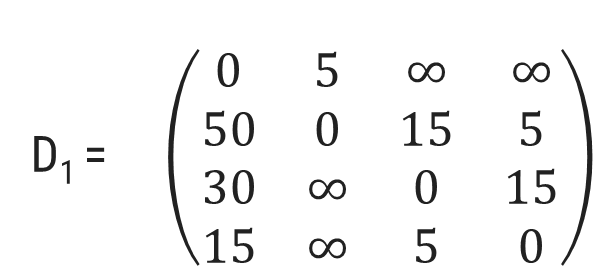 0 5 ∞ ∞
50 0 15 5
D₁ =
30 ∞ 0 15
15 ∞ 5 0